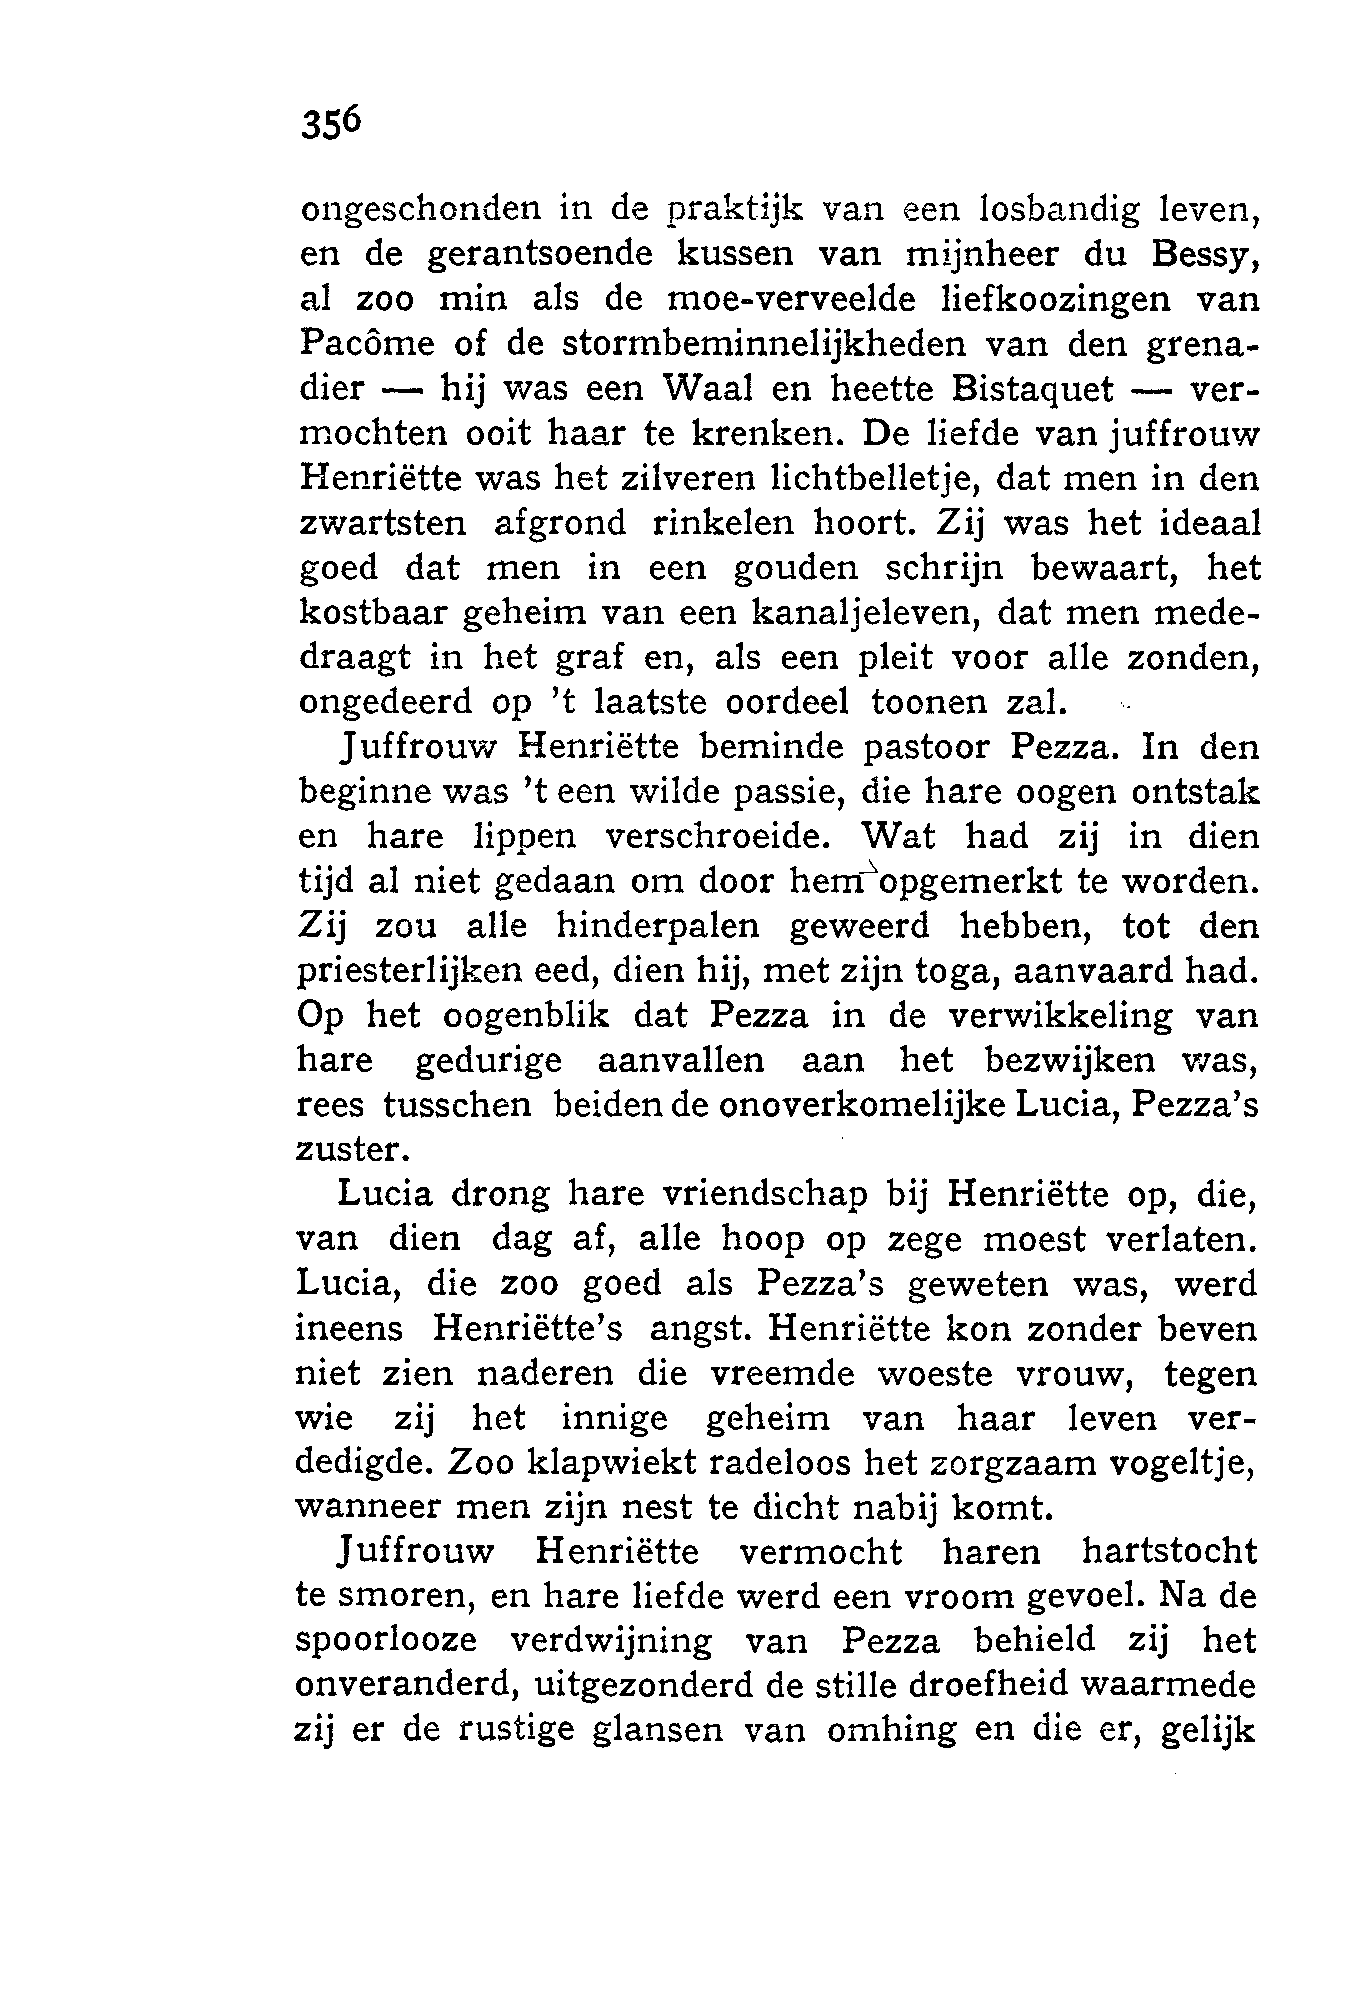 356
ongeschonden in de praktijk van een losbandig leven,
en de gerantsoende kussen van mijnheer du Bessy,
al zoo min als de moe-verveelde liefkoozingen van
Pacôme of de stormbeminnelijkheden van den grena-
dier — hij was een Waal en heette Bistaquet — ver-
mochten ooit haar te krenken. De liefde van juffrouw
Henriëtte was het zilveren lichtbelletje, dat men in den
zwartsten afgrond rinkelen hoort. Zij was het ideaal
goed dat men in een gouden schrijn bewaart, het
kostbaar geheim van een kanaljeleven, dat men mede-
draagt in het graf en, als een pleit voor alle zonden,
ongedeerd op 't laatste oordeel toonen zal.
Juffrouw Henriëtte beminde pastoor Pezza. In den
beginne was 't een wilde passie, die hare oogen ontstak
en hare lippen verschroeide. Wat had zij in dien
tijd al niet gedaan om door hem opgemerkt te worden.
Zij zou alle hinderpalen geweerd hebben, tot den
priesterlijken eed, dien hij, met zijn toga, aanvaard had.
Op het oogenblik dat Pezza in de verwikkeling van
hare gedurige aanvallen aan het bezwijken was,
rees tusschen beiden de onoverkomelijke Lucia, Pezza's
zuster.
Lucia drong hare vriendschap bij Henriëtte op, die,
van dien dag af, alle hoop op zege moest verlaten.
Lucia, die zoo goed als Pezza's geweten was, werd
ineens Henriëtte's angst. Henriëtte kon zonder beven
niet zien naderen die vreemde woeste vrouw, tegen
wie zij het innige geheim van haar leven ver-
dedigde. Zoo klapwiekt radeloos het zorgzaam vogeltje,
wanneer men zijn nest te dicht nabij komt.
Juffrouw Henriëtte vermocht haren hartstocht
te smoren, en hare liefde werd een vroom gevoel. Na de
spoorlooze verdwijning van Pezza behield zij het
onveranderd, uitgezonderd de stille droefheid waarmede
zij er de rustige glansen van omhing en die er, gelijk